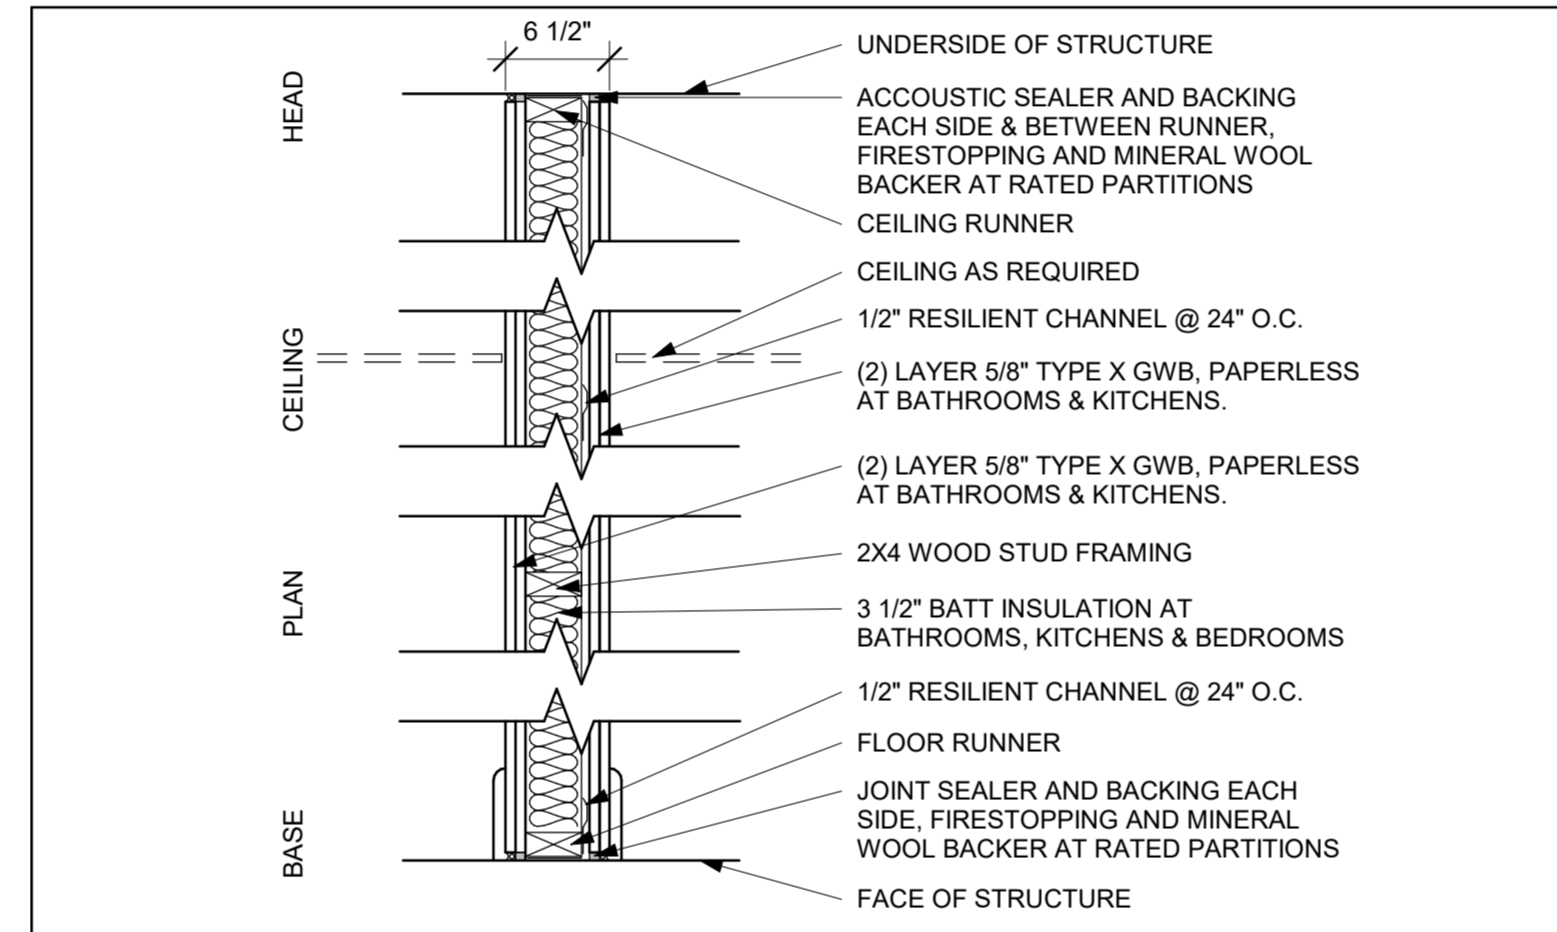 6 1/2"
HEAD
UNDERSIDE OF STRUCTURE
ACCOUSTIC SEALER AND BACKING
EACH SIDE & BETWEEN RUNNER,
FIRESTOPPING AND MINERAL WOOL
BACKER AT RATED PARTITIONS
CEILING RUNNER
CEILING AS REQUIRED
CEILING
1/2" RESILIENT CHANNEL @ 24" O.C.
(2) LAYER 5/8" TYPE X GWB, PAPERLESS
AT BATHROOMS & KITCHENS.
(2) LAYER 5/8" TYPE X GWB, PAPERLESS
AT BATHROOMS & KITCHENS.
PLAN
2X4 WOOD STUD FRAMING
3 1/2" BATT INSULATION AT
BATHROOMS, KITCHENS & BEDROOMS
1/2" RESILIENT CHANNEL @ 24" O.C.
FLOOR RUNNER
BASE
JOINT SEALER AND BACKING EACH
SIDE, FIRESTOPPING AND MINERAL
WOOL BACKER AT RATED PARTITIONS
FACE OF STRUCTURE